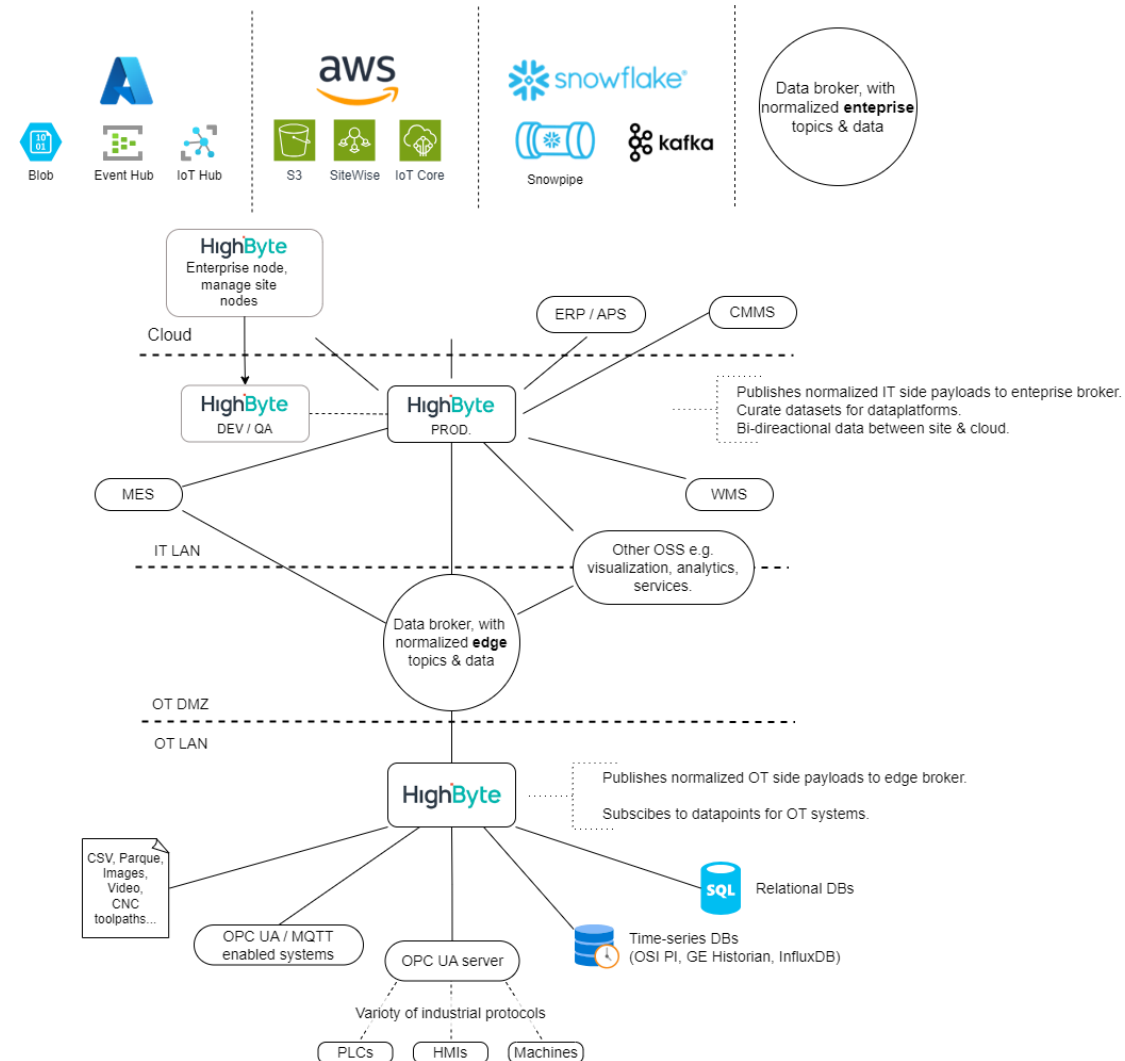 aws
snowflake®
Data broker, with
normalized enteprise
topics & data
10
01
kafka
Blob
Event Hub
IoT Hub
S3
SiteWise
IoT Core
Snowpipe
HighByte
Enterprise node,
manage site
nodes
ERP / APS
CMMS
Cloud
HighByte
DEV / QA
HighByte
PROD.
Publishes normalized IT side payloads to enteprise broker.
Curate datasets for dataplatforms.
Bi-direactional data between site & cloud.
MES
WMS
IT LAN
Other OSS e.g.
visualization, analytics,
services.
Data broker, with
normalized edge
topics & data
OT DMZ
OT LAN
HighByte
Publishes normalized OT side payloads to edge broker.
Subscibes to datapoints for OT systems.
CSV, Parque,
Images,
Video,
CNC
toolpaths...
SQL
Relational DBs
OPC UA / MQTT
enabled systems
OPC UA server
Time-series DBs
(OSI PI, GE Historian, InfluxDB)
Varioty of industrial protocols
PLCs
HMIs
Machines